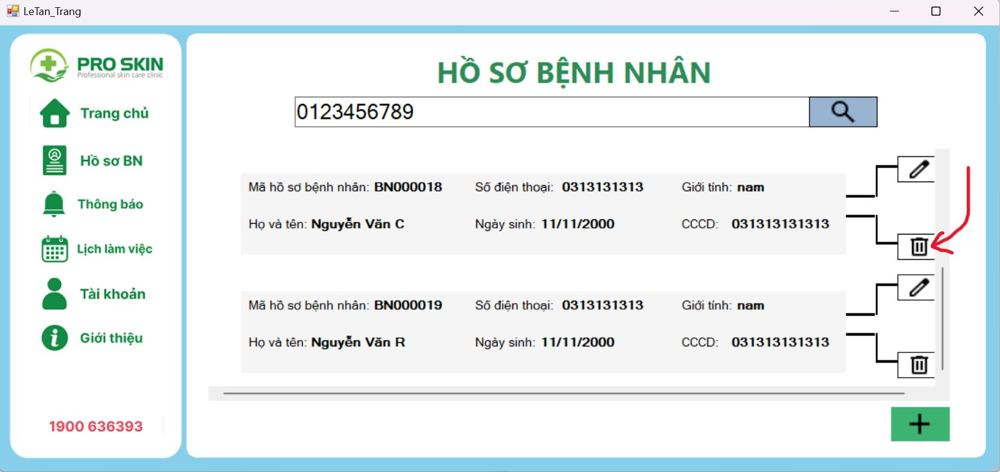 LeTan_Trang
PRO SKIN
Professional skin care clinic
Trang chủ
Hồ sơ BN
Thông báo
Lịch làm việc
Tài khoản
Giới thiệu
1900 636393
HỒ SƠ BỆNH NHÂN
0123456789
Mã hồ sơ bệnh nhân: BN000018 Số điện thoại: 0313131313 Giới tính: nam
Họ và tên: Nguyễn Văn C Ngày sinh: 11/11/2000 CCCD: 031313131313
Mã hồ sơ bệnh nhân: BN000019 Số điện thoại: 0313131313 Giới tính: nam
Họ và tên: Nguyễn Văn R Ngày sinh: 11/11/2000 CCCD: 031313131313